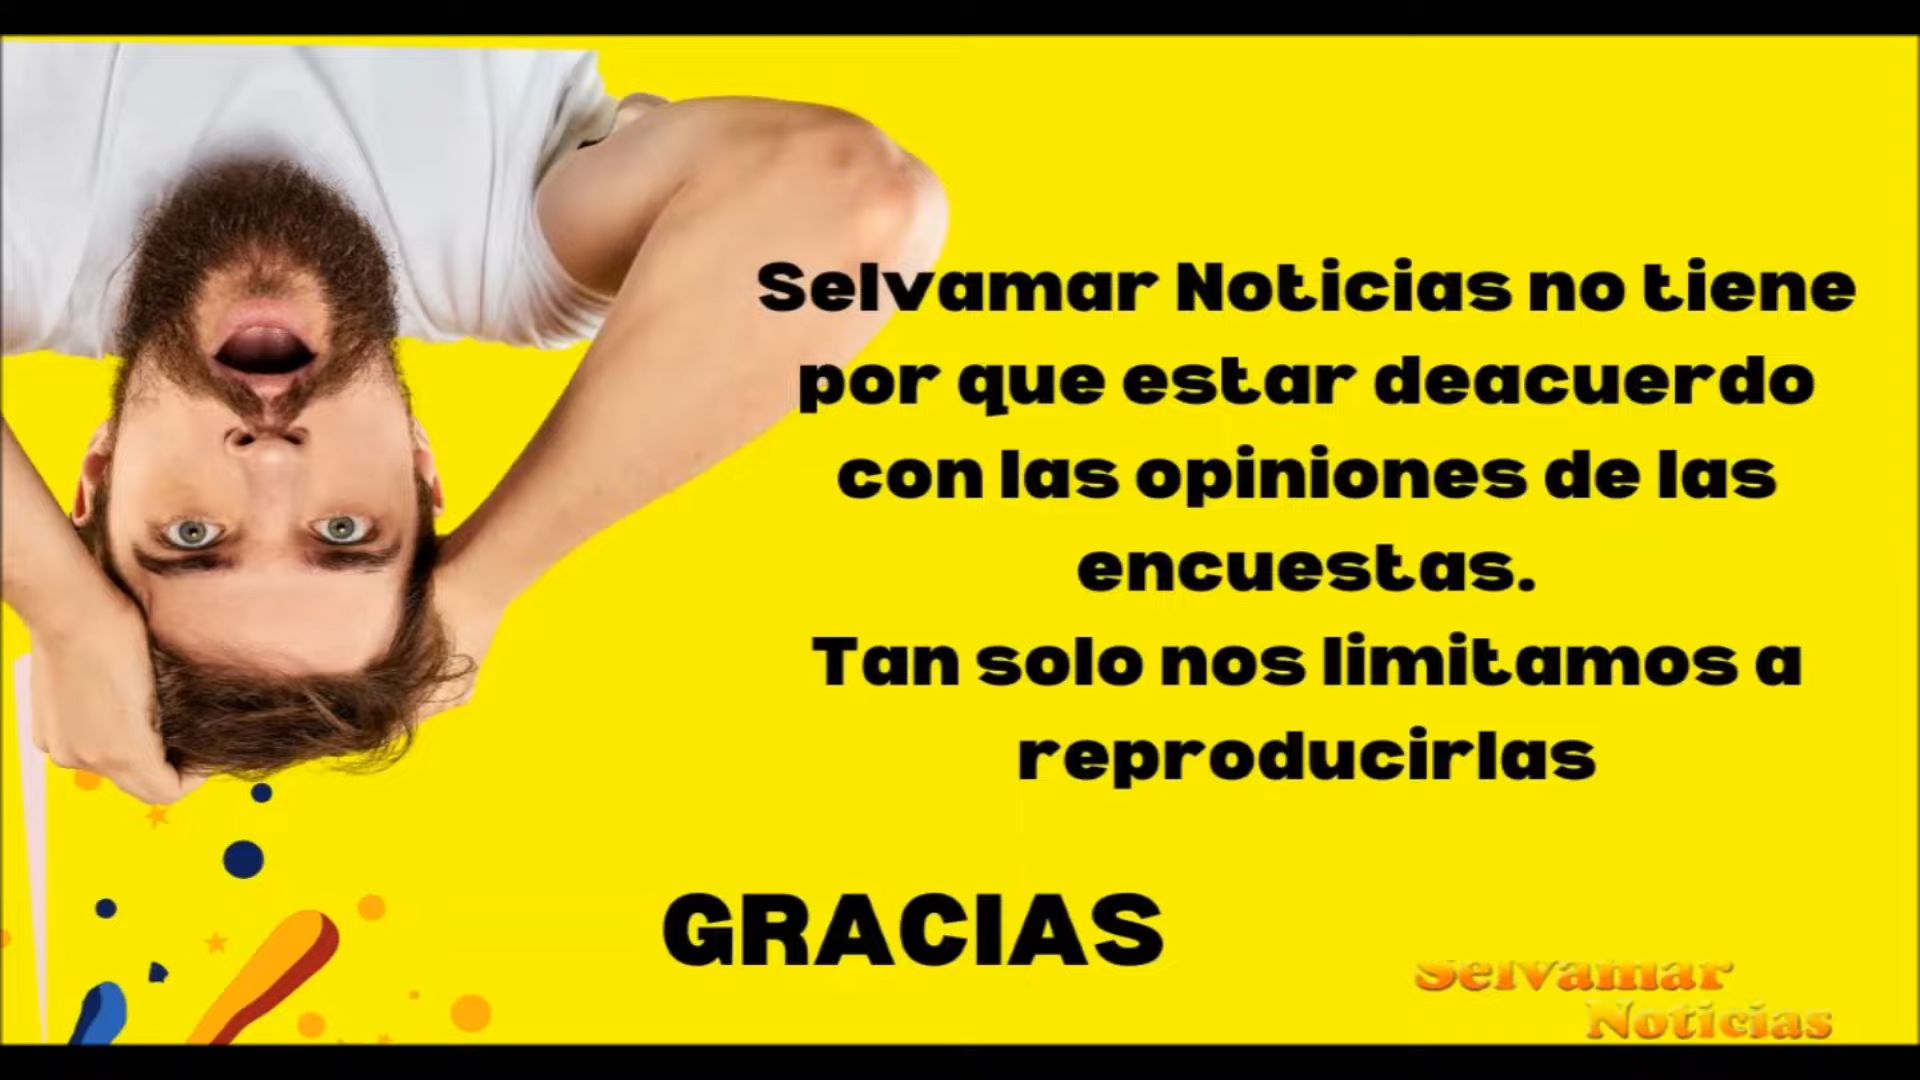 Selvamar Noticias no tiene
por que estar deacuerdo
con las opiniones de las
encuestas.
Tan solo nos limitamos a
reproducirlas
GRACIAS
Selvamar
Noticias